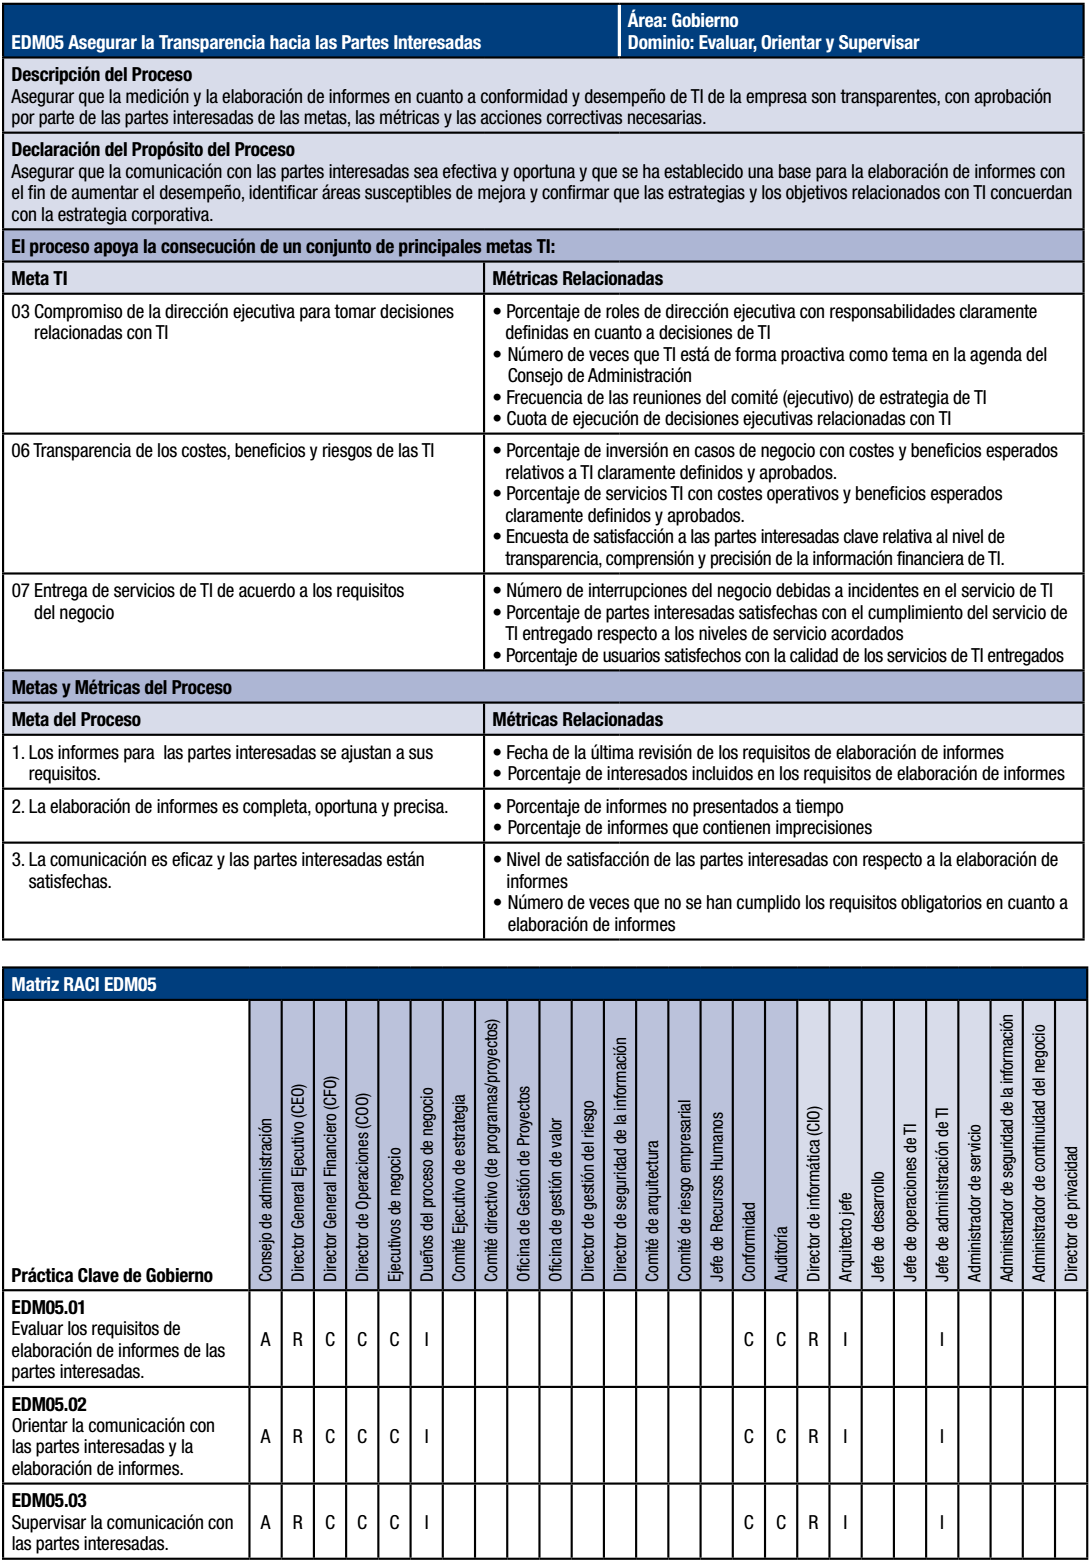 EDM05 Asegurar la Transparencia hacia las Partes Interesadas
Área: Gobierno
Dominio: Evaluar, Orientar y Supervisar
Descripción del Proceso
Asegurar que la medición y la elaboración de informes en cuanto a conformidad y desempeño de TI de la empresa son transparentes, con aprobación
por parte de las partes interesadas de las metas, las métricas y las acciones correctivas necesarias.
Declaración del Propósito del Proceso
Asegurar que la comunicación con las partes interesadas sea efectiva y oportuna y que se ha establecido una base para la elaboración de informes con
el fin de aumentar el desempeño, identificar áreas susceptibles de mejora y confirmar que las estrategias y los objetivos relacionados con TI concuerdan
con la estrategia corporativa.
El proceso apoya la consecución de un conjunto de principales metas TI:
Meta TI
Métricas Relacionadas
03 Compromiso de la dirección ejecutiva para tomar decisiones
relacionadas con TI
• Porcentaje de roles de dirección ejecutiva con responsabilidades claramente
definidas en cuanto a decisiones de TI
• Número de veces que TI está de forma proactiva como tema en la agenda del
Consejo de Administración
• Frecuencia de las reuniones del comité (ejecutivo) de estrategia de TI
• Cuota de ejecución de decisiones ejecutivas relacionadas con TI
06 Transparencia de los costes, beneficios y riesgos de las TI
• Porcentaje de inversión en casos de negocio con costes y beneficios esperados
relativos a TI claramente definidos y aprobados.
• Porcentaje de servicios TI con costes operativos y beneficios esperados
claramente definidos y aprobados.
• Encuesta de satisfacción a las partes interesadas clave relativa al nivel de
transparencia, comprensión y precisión de la información financiera de TI.
07 Entrega de servicios de TI de acuerdo a los requisitos
del negocio
• Número de interrupciones del negocio debidas a incidentes en el servicio de TI
• Porcentaje de partes interesadas satisfechas con el cumplimiento del servicio de
TI entregado respecto a los niveles de servicio acordados
• Porcentaje de usuarios satisfechos con la calidad de los servicios de TI entregados
Metas y Métricas del Proceso
Meta del Proceso
Métricas Relacionadas
1. Los informes para las partes interesadas se ajustan a sus
requisitos.
• Fecha de la última revisión de los requisitos de elaboración de informes
• Porcentaje de interesados incluidos en los requisitos de elaboración de informes
2. La elaboración de informes es completa, oportuna y precisa.
• Porcentaje de informes no presentados a tiempo
• Porcentaje de informes que contienen imprecisiones
3. La comunicación es eficaz y las partes interesadas están
satisfechas.
• Nivel de satisfacción de las partes interesadas con respecto a la elaboración de
informes
• Número de veces que no se han cumplido los requisitos obligatorios en cuanto a
elaboración de informes
Matriz RACI EDM05
Práctica Clave de Gobierno
Consejo de administración
Director General Ejecutivo (CEO)
Director General Financiero (CFO)
Director de Operaciones (COO)
Ejecutivos de negocio
Dueños del proceso de negocio
Comité Ejecutivo de estrategia
Comité directivo (de programas/proyectos)
Oficina de Gestión de Proyectos
Oficina de gestión de valor
Director de gestión del riesgo
Director de seguridad de la información
Comité de arquitectura
Comité de riesgo empresarial
Jefe de Recursos Humanos
Conformidad
Auditoría
Director de informática (CIO)
Arquitecto jefe
Jefe de desarrollo
Jefe de operaciones de TI
Jefe de administración de TI
Administrador de servicio
Administrador de seguridad de la información
Administrador de continuidad del negocio
Director de privacidad
EDM05.01
Evaluar los requisitos de
elaboración de informes de las
partes interesadas.
A R C C C I C C R I I
EDM05.02
Orientar la comunicación con
las partes interesadas y la
elaboración de informes.
A R C C C I C C R I I
EDM05.03
Supervisar la comunicación con
las partes interesadas.
A R C C C I C C R I I